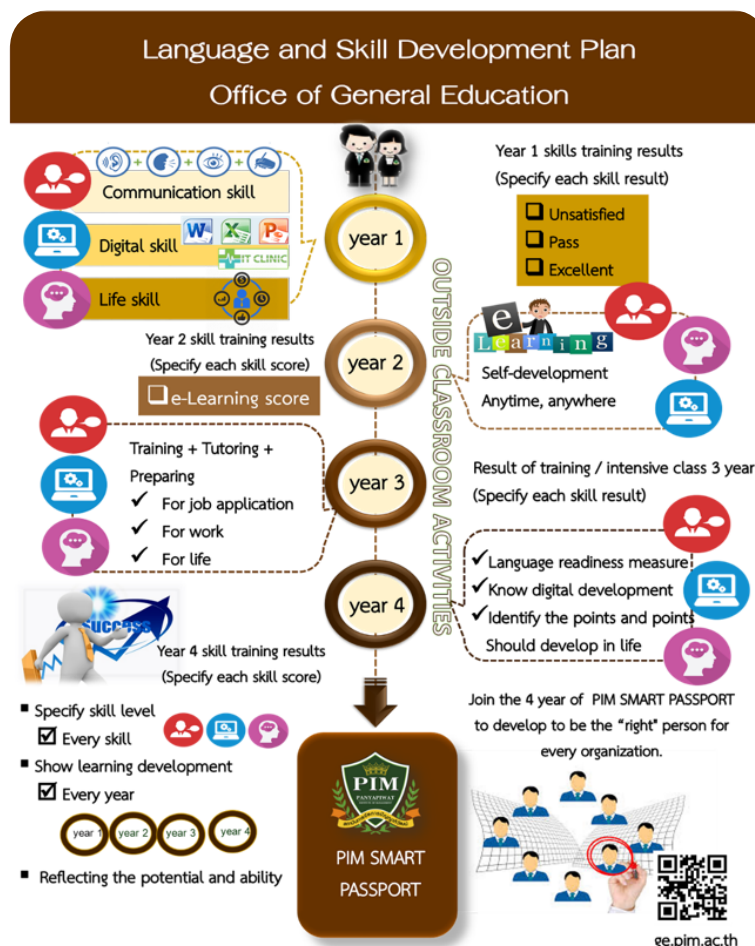 Language and Skill Development Plan
Office of General Education
Communication skill
Digital skill
W X P
IT CLINIC
Life skill
year 1
Year 1 skills training results
(Specify each skill result)
Unsatisfied
Pass
Excellent
OUTSIDE CLASSROOM ACTIVITIES
Year 2 skill training results
(Specify each skill score)
e-Learning score
year 2
e
Learning
Self-development
Anytime, anywhere
Training + Tutoring +
Preparing
✓ For job application
✓ For work
✓ For life
year 3
Result of training / intensive class 3 year
(Specify each skill result)
✓Language readiness measure
✓Know digital development
✓Identify the points and points
Should develop in life
year 4
success
Year 4 skill training results
(Specify each skill score)
▪ Specify skill level
☑ Every skill
▪ Show learning development
☑ Every year
year 1 year 2 year 3 year 4
▪ Reflecting the potential and ability
PIM
PANYAPIWAT
PIM SMART
PASSPORT
Join the 4 year of PIM SMART PASSPORT
to develop to be the “right” person for
every organization.
ge.pim.ac.th